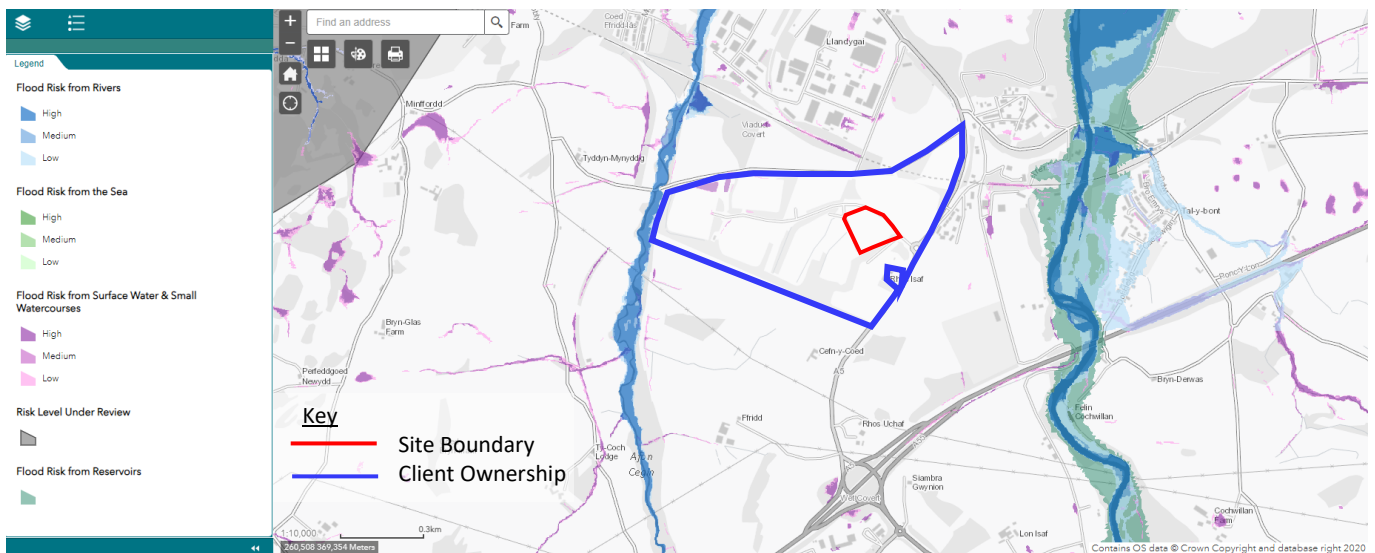 Find an address
Legend
Flood Risk from Rivers
High
Medium
Low
Flood Risk from the Sea
High
Medium
Low
Flood Risk from Surface Water & Small
Watercourses
High
Medium
Low
Risk Level Under Review
Flood Risk from Reservoirs
Farm
Coed
Ffridd-las
Llandygai
Minffordd
Viaduct
Covert
Tyddyn-Mynyddig
Tal-y-bont
Bryn-Glas
Farm
Cefn-y-Coed
A5
Perfeddgoed
Newydd
Bryn-Derwas
Felin
Cochwillan
Ffridd
Rhos-Uchaf
A55
Ty-Coch
Lodge
Siambra
Gwynion
Wet Covert
Cochwillan
Farm
Lon Isaf
Key
Site Boundary
Client Ownership
1:10,000
0.3km
260,508 369,354 Meters
Contains OS data © Crown Copyright and database right 2020